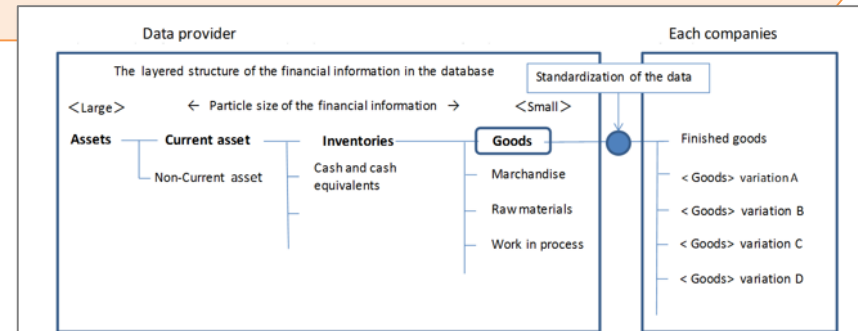 Data provider
Each companies
The layered structure of the financial information in the database
Standardization of the data
＜Large＞ ← Particle size of the financial information → ＜Small＞
Assets Current asset Inventories Goods Finished goods
Non-Current asset
Cash and cash
equivalents
Marchandise
Raw materials
Work in process
< Goods> variation A
< Goods> variation B
< Goods> variation C
< Goods> variation D